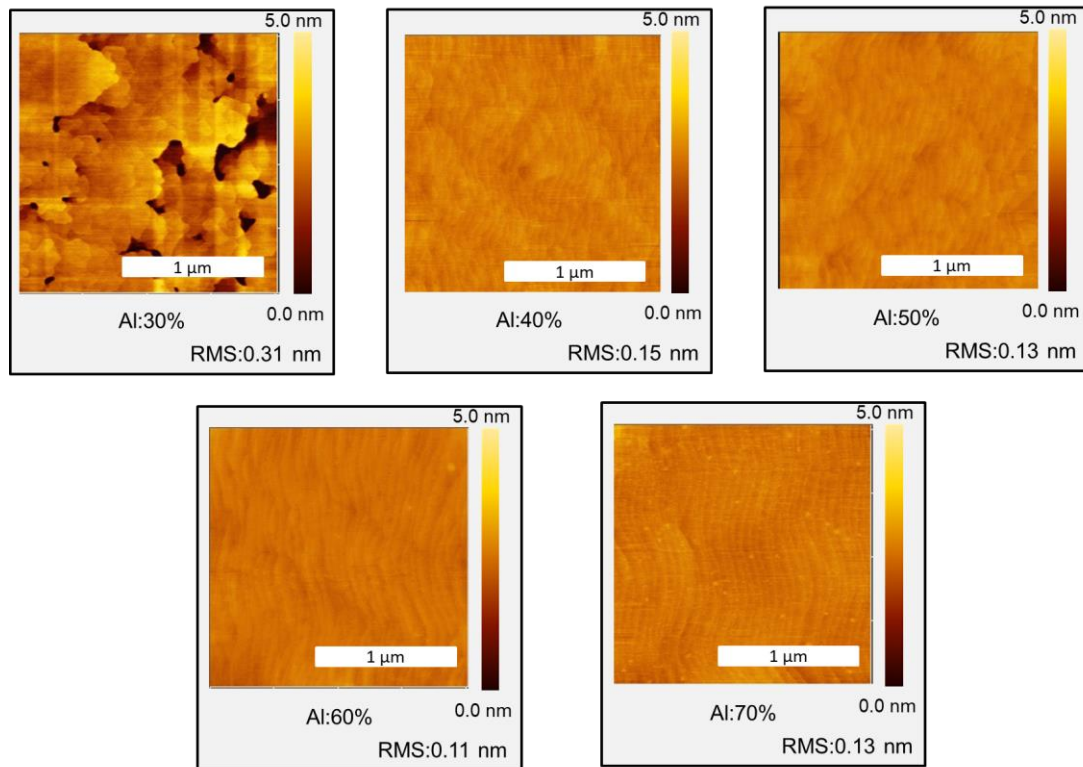 5.0 nm
1 µm
0.0 nm
Al:30%
RMS:0.31 nm
5.0 nm
1 µm
0.0 nm
Al:40%
RMS:0.15 nm
5.0 nm
1 µm
0.0 nm
Al:50%
RMS:0.13 nm
5.0 nm
1 µm
0.0 nm
Al:60%
RMS:0.11 nm
5.0 nm
1 µm
0.0 nm
Al:70%
RMS:0.13 nm